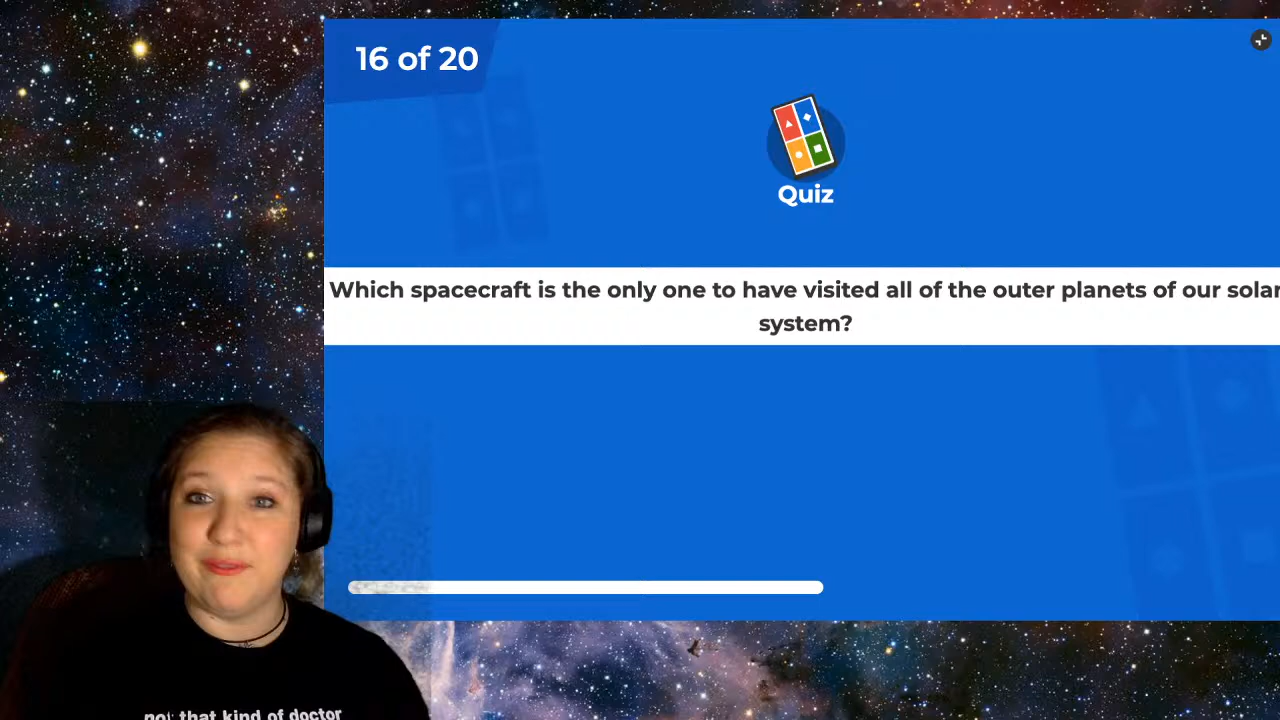 16 of 20
Quiz
Which spacecraft is the only one to have visited all of the outer planets of our solar
system?
not that kind of doctor